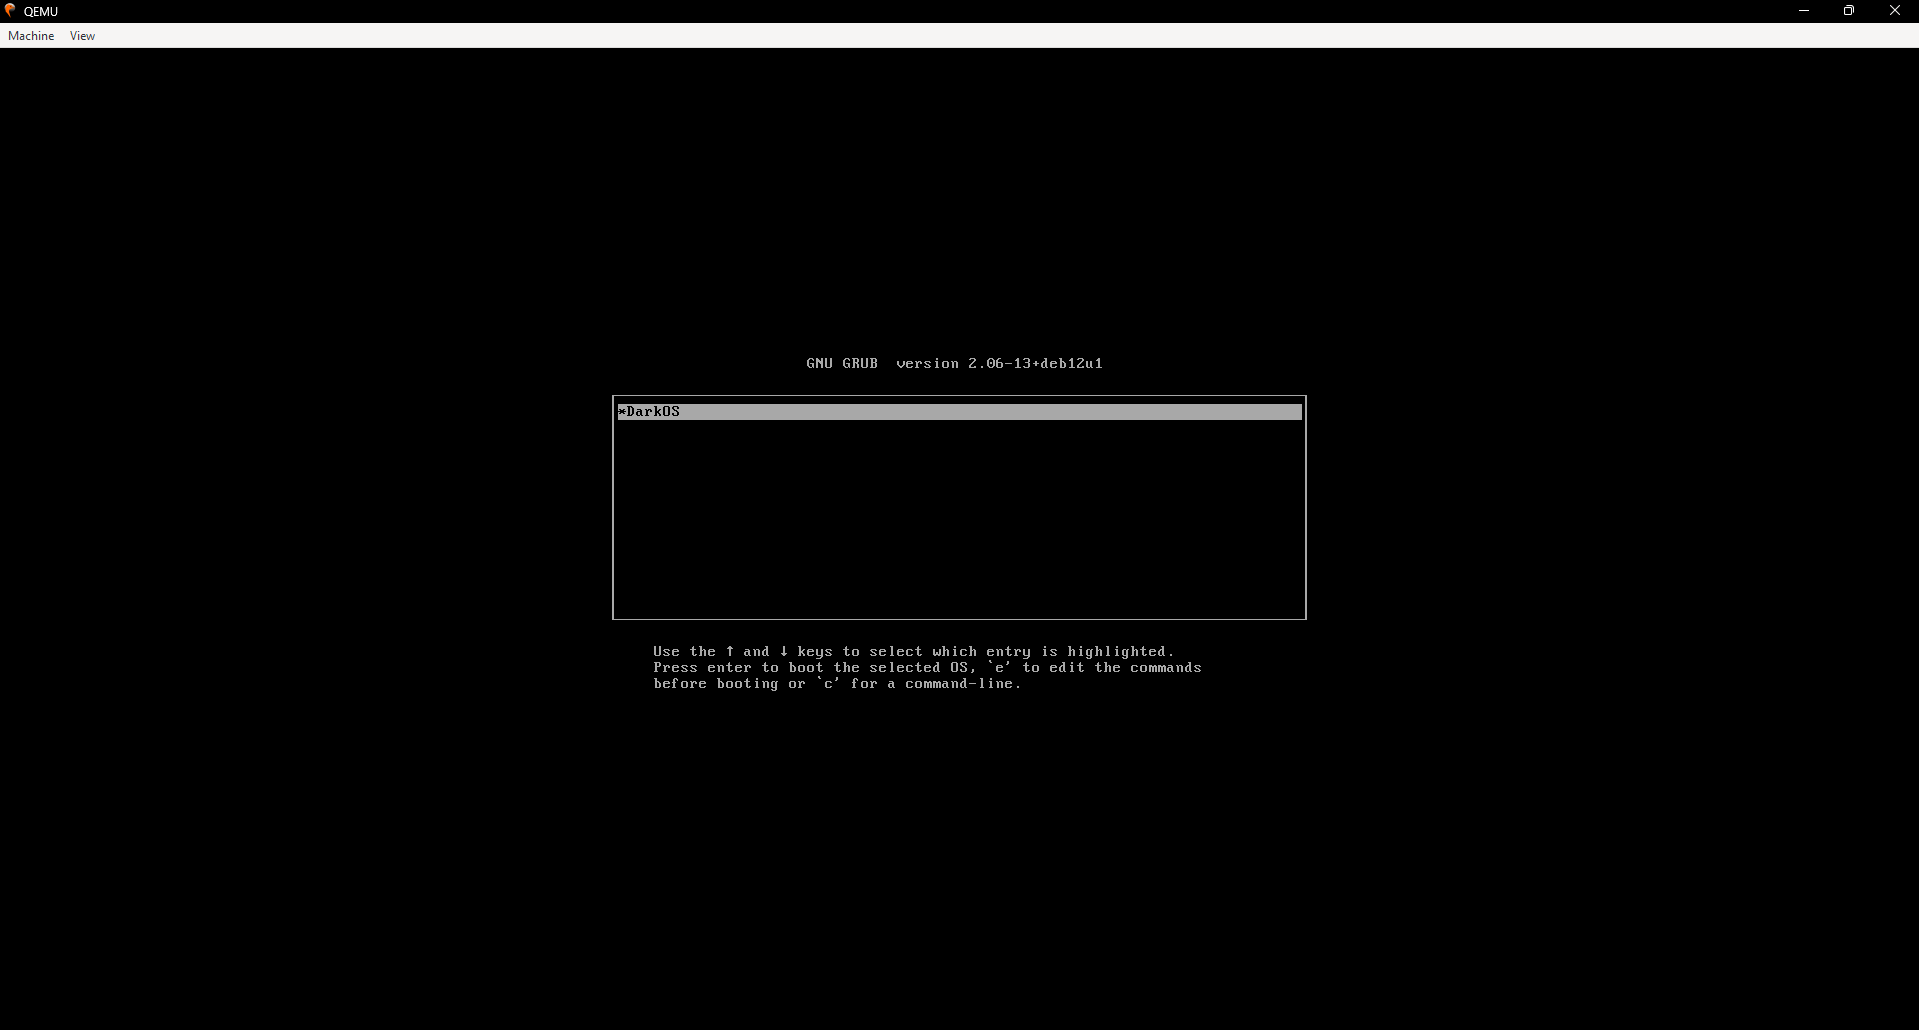 QEMU
Machine View
GNU GRUB  version 2.06-13+deb12u1
*DarkOS
Use the ↑ and ↓ keys to select which entry is highlighted.
Press enter to boot the selected OS, `e' to edit the commands
before booting or `c' for a command-line.